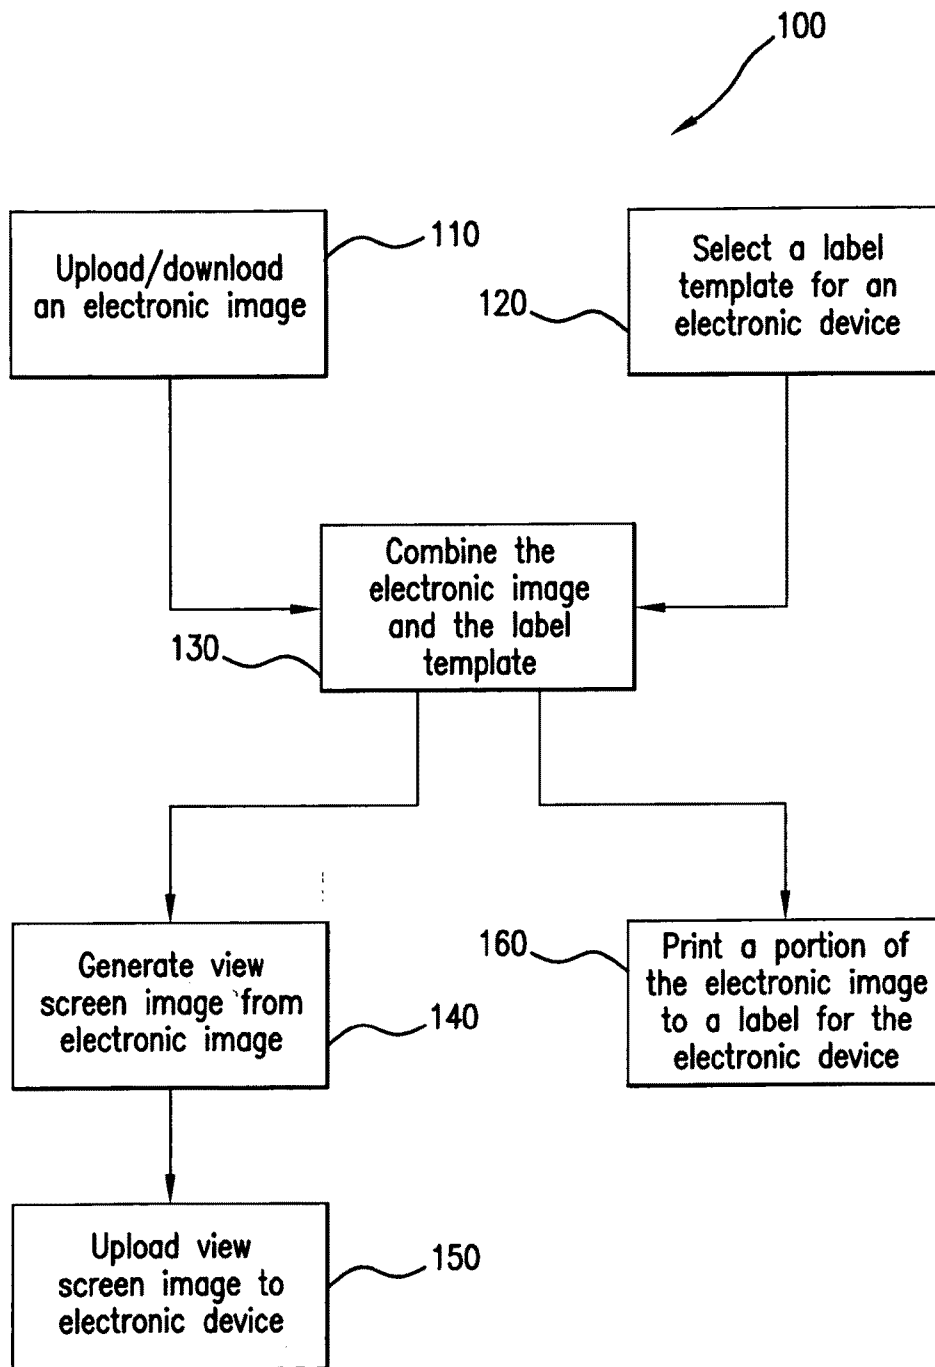 100
Upload/download
an electronic image
110
Select a label
template for an
electronic device
120
Combine the
electronic image
and the label
template
130
Generate view
screen image from
electronic image
140
160
Print a portion of
the electronic image
to a label for the
electronic device
Upload view
screen image to
electronic device
150